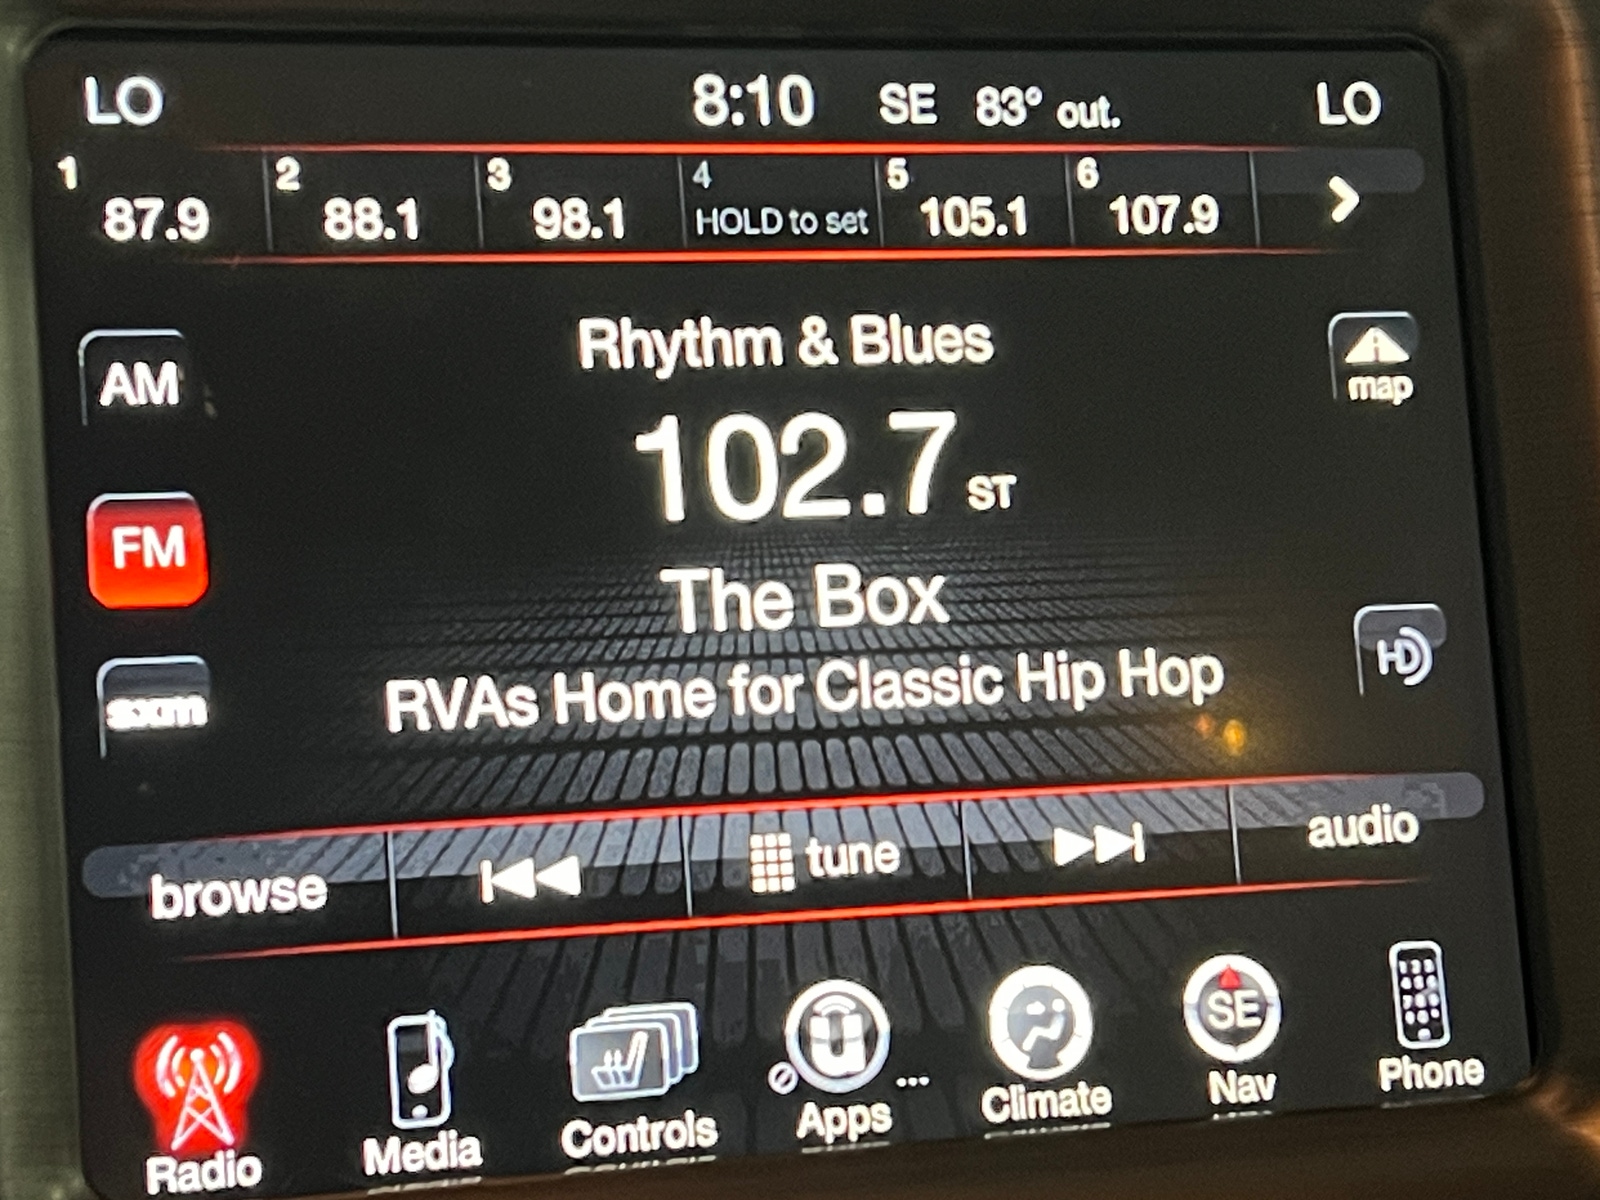 LO 8:10 SE 83° out. LO
1 2 3 4 5 6
87.9 88.1 98.1 HOLD to set 105.1 107.9
Rhythm & Blues
AM map
102.7 ST
FM
The Box
HD
RVAs Home for Classic Hip Hop
sxm
browse tune audio
SE
Radio Media Controls Apps ... Climate Nav Phone